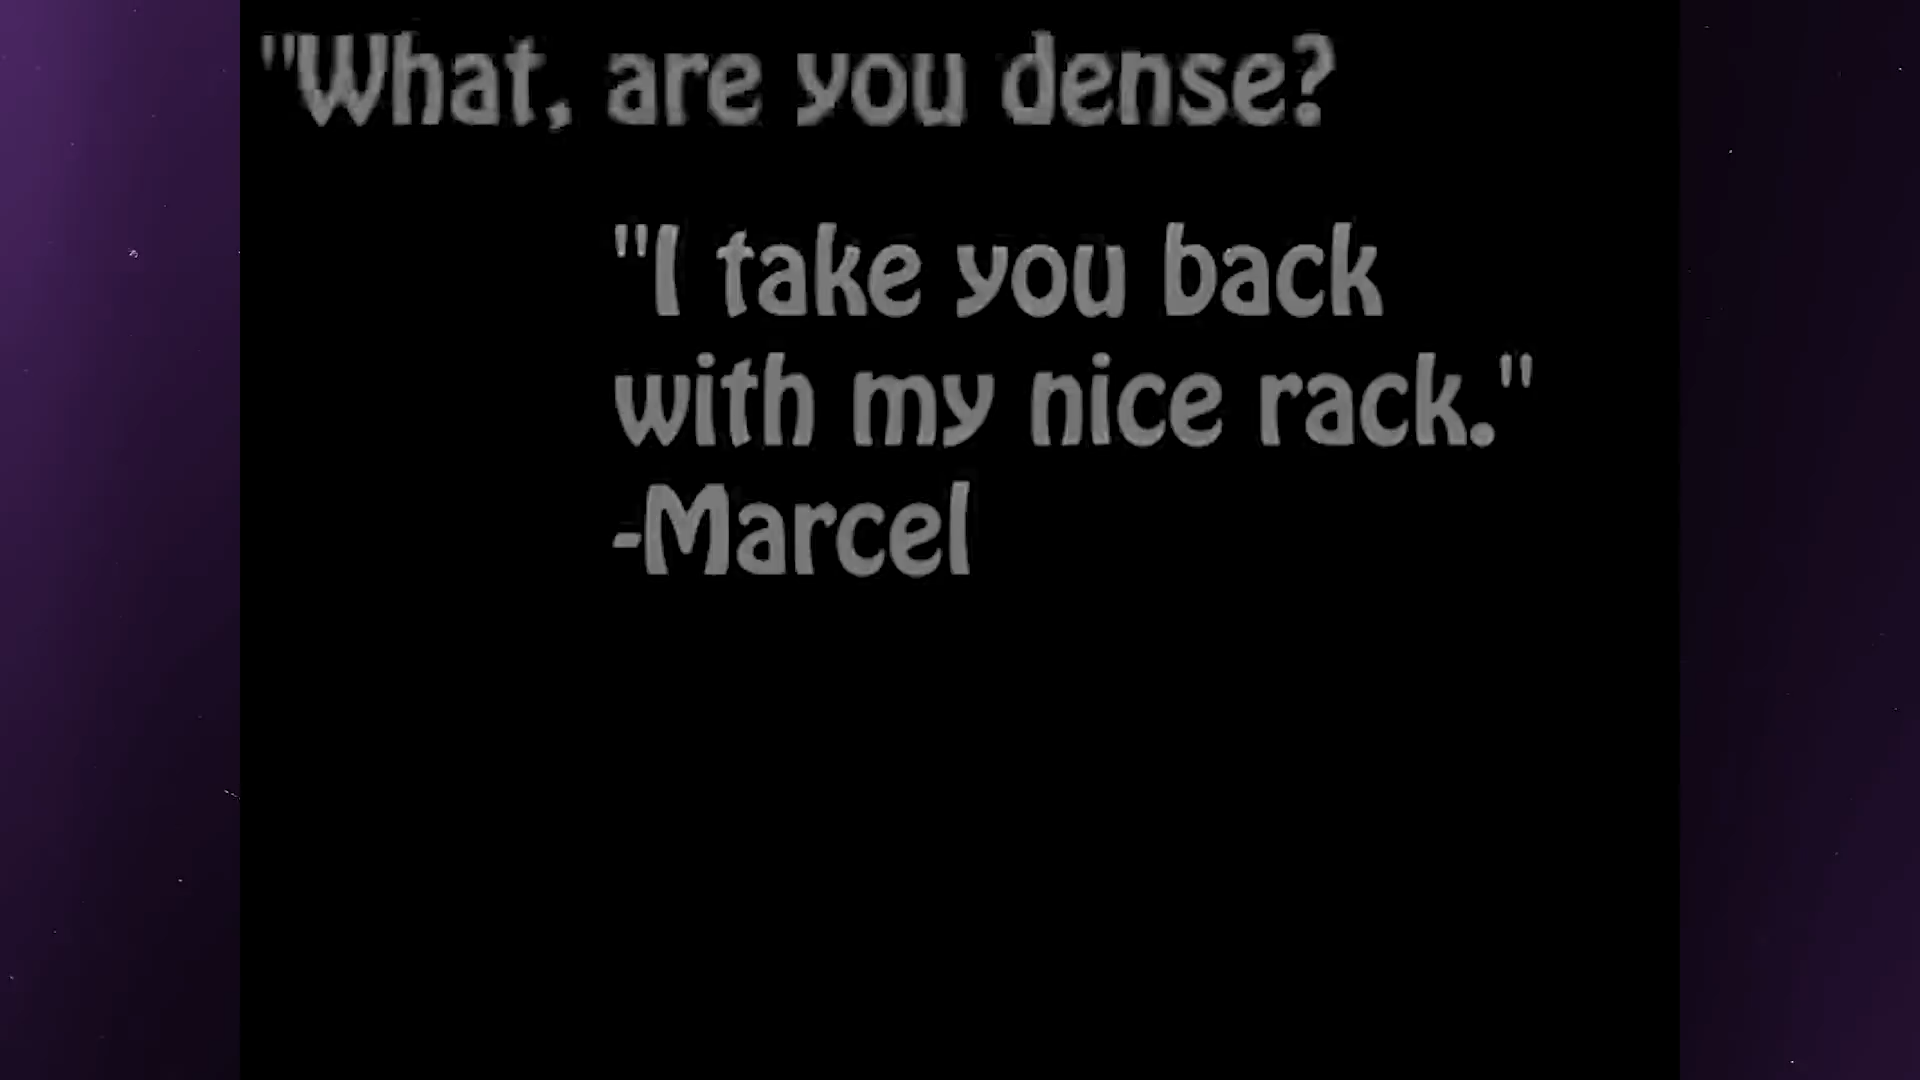 "What, are you dense?
"I take you back
with my nice rack."
-Marcel